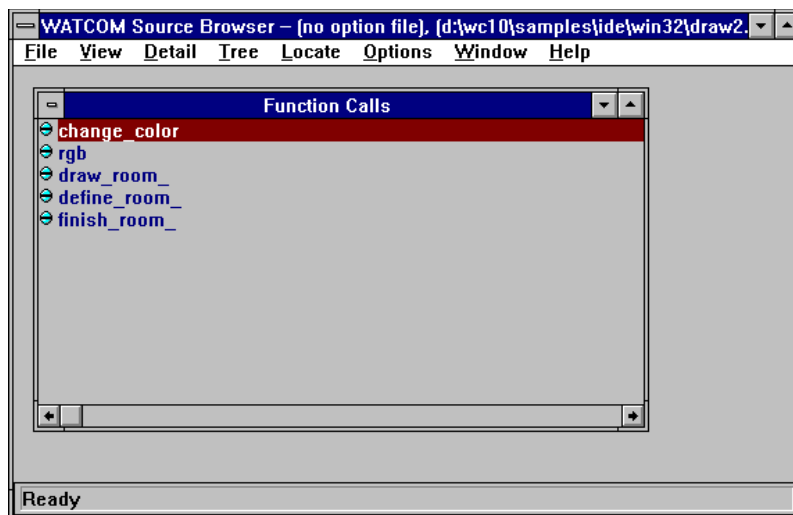 WATCOM Source Browser – (no option file), (d:\wc10\samples\ide\win32\draw2.
File View Detail Tree Locate Options Window Help
Function Calls
change_color
rgb
draw_room_
define_room_
finish_room_
Ready